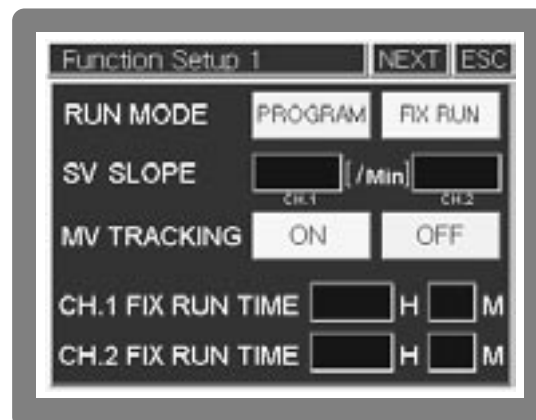 Function Setup 1 NEXT ESC
RUN MODE PROGRAM FIX RUN
SV SLOPE [/Min]
CH.1 CH.2
MV TRACKING ON OFF
CH.1 FIX RUN TIME H M
CH.2 FIX RUN TIME H M